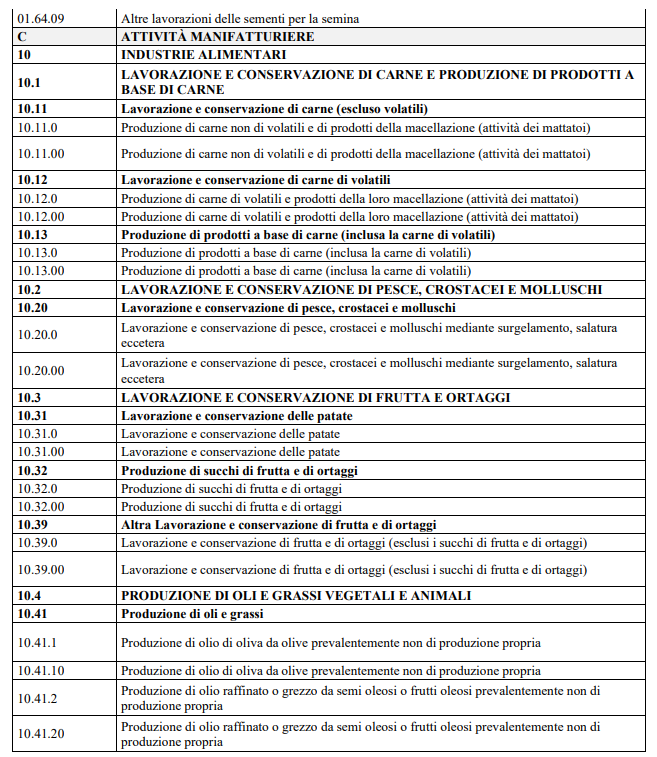 01.64.09 Altre lavorazioni delle sementi per la semina
C ATTIVITÀ MANIFATTURIERE
10 INDUSTRIE ALIMENTARI
10.1 LAVORAZIONE E CONSERVAZIONE DI CARNE E PRODUZIONE DI PRODOTTI A
BASE DI CARNE
10.11 Lavorazione e conservazione di carne (escluso volatili)
10.11.0 Produzione di carne non di volatili e di prodotti della macellazione (attività dei mattatoi)
10.11.00 Produzione di carne non di volatili e di prodotti della macellazione (attività dei mattatoi)
10.12 Lavorazione e conservazione di carne di volatili
10.12.0 Produzione di carne di volatili e prodotti della loro macellazione (attività dei mattatoi)
10.12.00 Produzione di carne di volatili e prodotti della loro macellazione (attività dei mattatoi)
10.13 Produzione di prodotti a base di carne (inclusa la carne di volatili)
10.13.0 Produzione di prodotti a base di carne (inclusa la carne di volatili)
10.13.00 Produzione di prodotti a base di carne (inclusa la carne di volatili)
10.2 LAVORAZIONE E CONSERVAZIONE DI PESCE, CROSTACEI E MOLLUSCHI
10.20 Lavorazione e conservazione di pesce, crostacei e molluschi
10.20.0 Lavorazione e conservazione di pesce, crostacei e molluschi mediante surgelamento, salatura
eccetera
10.20.00 Lavorazione e conservazione di pesce, crostacei e molluschi mediante surgelamento, salatura
eccetera
10.3 LAVORAZIONE E CONSERVAZIONE DI FRUTTA E ORTAGGI
10.31 Lavorazione e conservazione delle patate
10.31.0 Lavorazione e conservazione delle patate
10.31.00 Lavorazione e conservazione delle patate
10.32 Produzione di succhi di frutta e di ortaggi
10.32.0 Produzione di succhi di frutta e di ortaggi
10.32.00 Produzione di succhi di frutta e di ortaggi
10.39 Altra Lavorazione e conservazione di frutta e di ortaggi
10.39.0 Lavorazione e conservazione di frutta e di ortaggi (esclusi i succhi di frutta e di ortaggi)
10.39.00 Lavorazione e conservazione di frutta e di ortaggi (esclusi i succhi di frutta e di ortaggi)
10.4 PRODUZIONE DI OLI E GRASSI VEGETALI E ANIMALI
10.41 Produzione di oli e grassi
10.41.1 Produzione di olio di oliva da olive prevalentemente non di produzione propria
10.41.10 Produzione di olio di oliva da olive prevalentemente non di produzione propria
10.41.2 Produzione di olio raffinato o grezzo da semi oleosi o frutti oleosi prevalentemente non di
produzione propria
10.41.20 Produzione di olio raffinato o grezzo da semi oleosi o frutti oleosi prevalentemente non di
produzione propria